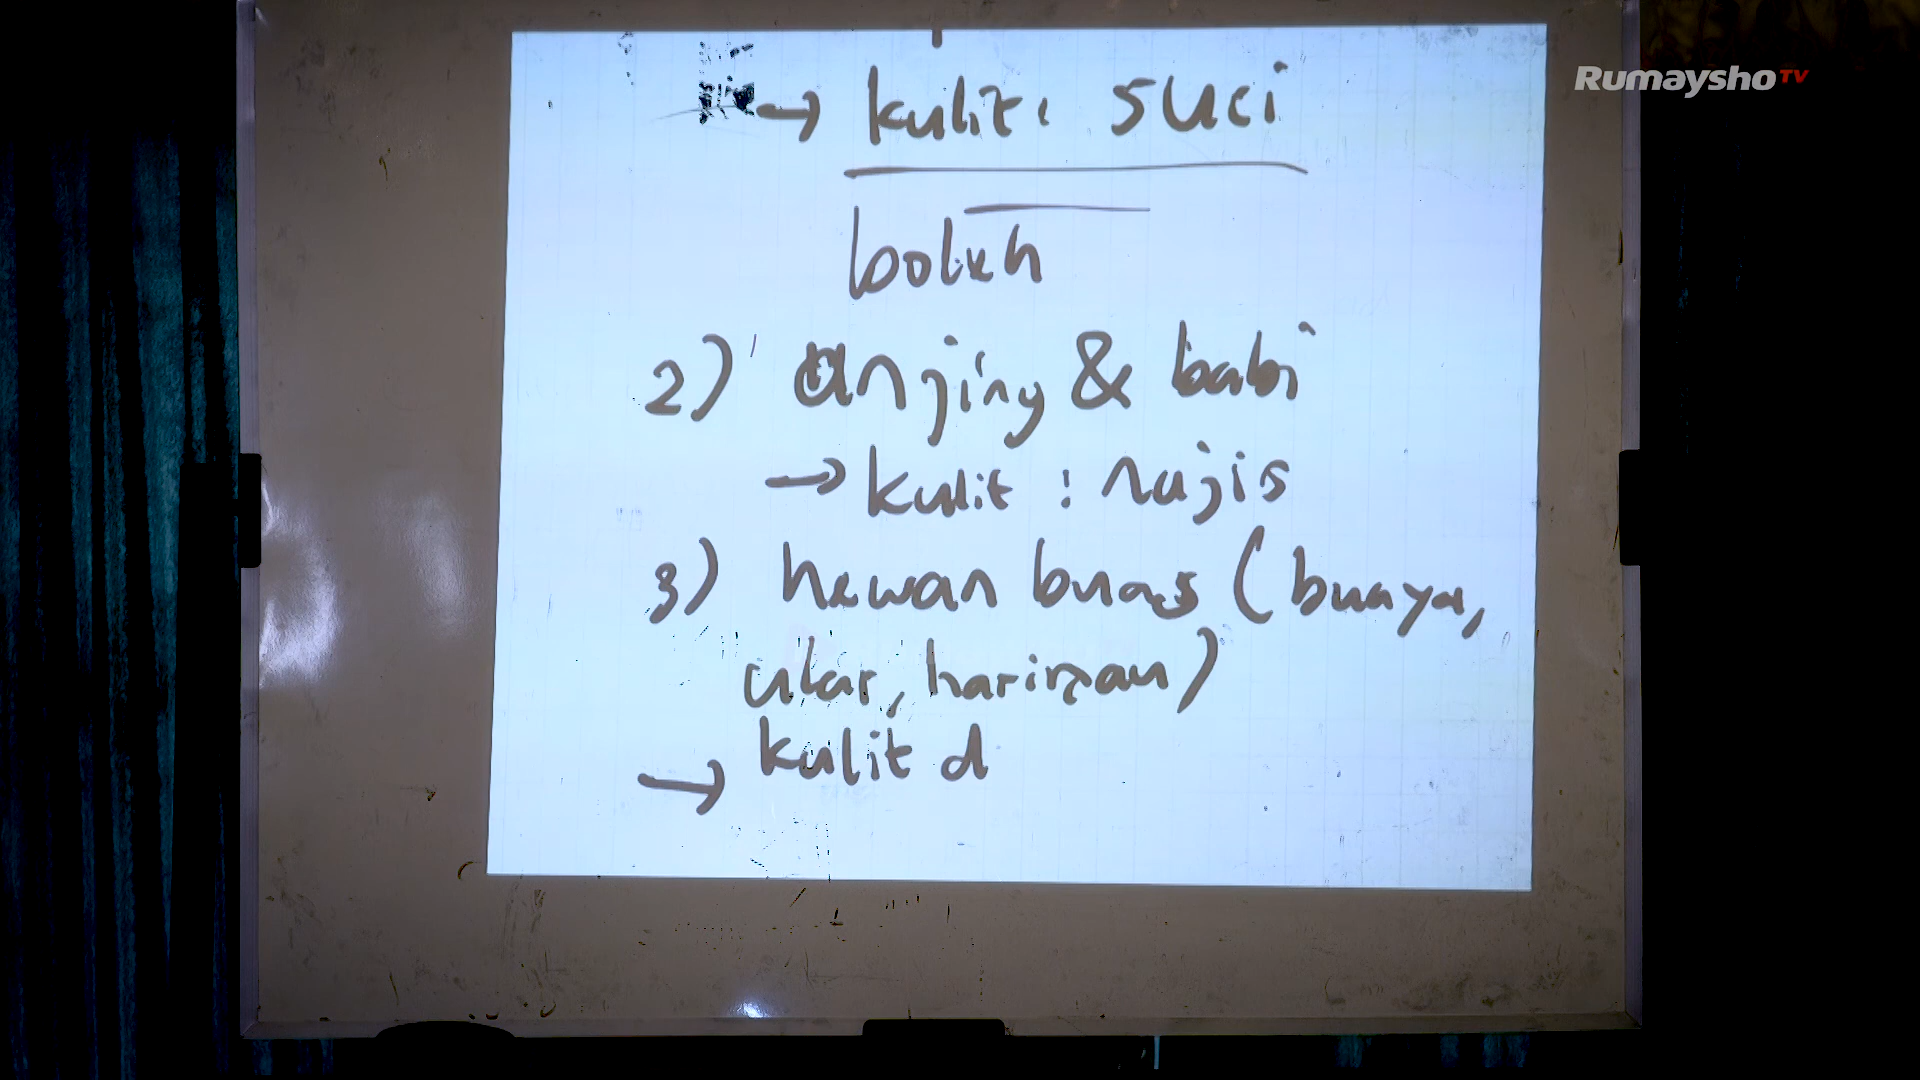 Rumaysho TV
→ kulit : suci
boleh
2) anjing & babi
→ kulit : najis
3) hewan buas (buaya,
ular, harimau)
→ kulit d